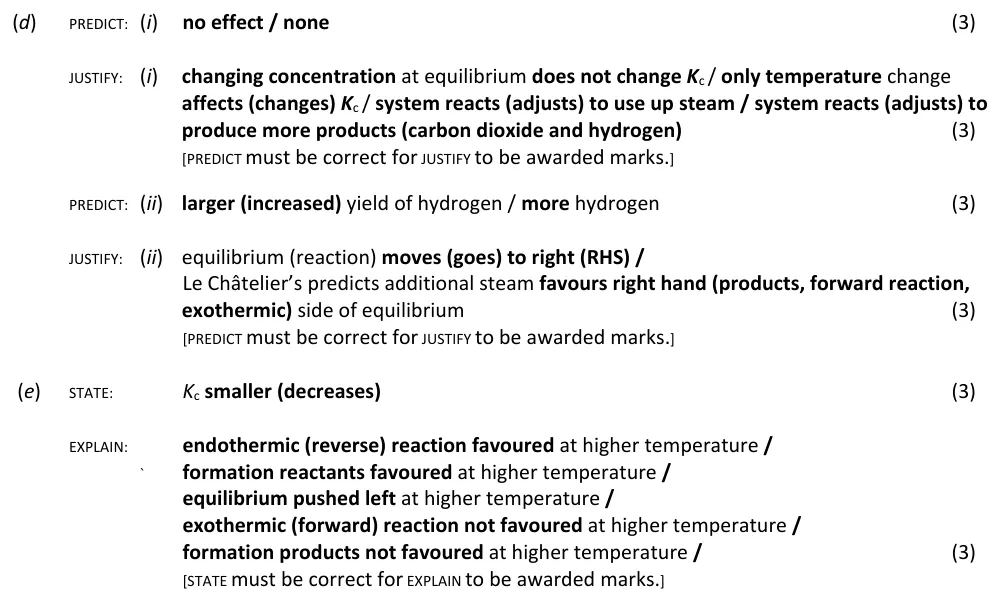 (d) PREDICT: (i) no effect / none (3)
JUSTIFY: (i) changing concentration at equilibrium does not change Kc / only temperature change
affects (changes) Kc / system reacts (adjusts) to use up steam / system reacts (adjusts) to
produce more products (carbon dioxide and hydrogen) (3)
[PREDICT must be correct for JUSTIFY to be awarded marks.]
PREDICT: (ii) larger (increased) yield of hydrogen / more hydrogen (3)
JUSTIFY: (ii) equilibrium (reaction) moves (goes) to right (RHS) /
Le Châtelier's predicts additional steam favours right hand (products, forward reaction,
exothermic) side of equilibrium (3)
[PREDICT must be correct for JUSTIFY to be awarded marks.]
(e) STATE: Kc smaller (decreases) (3)
EXPLAIN: endothermic (reverse) reaction favoured at higher temperature /
` formation reactants favoured at higher temperature /
equilibrium pushed left at higher temperature /
exothermic (forward) reaction not favoured at higher temperature /
formation products not favoured at higher temperature / (3)
[STATE must be correct for EXPLAIN to be awarded marks.]